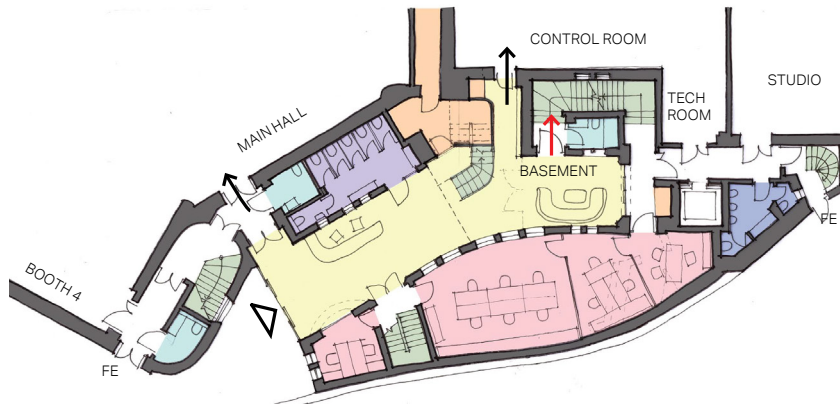 CONTROL ROOM
STUDIO
TECH
ROOM
MAIN HALL
BASEMENT
FE
BOOTH 4
FE